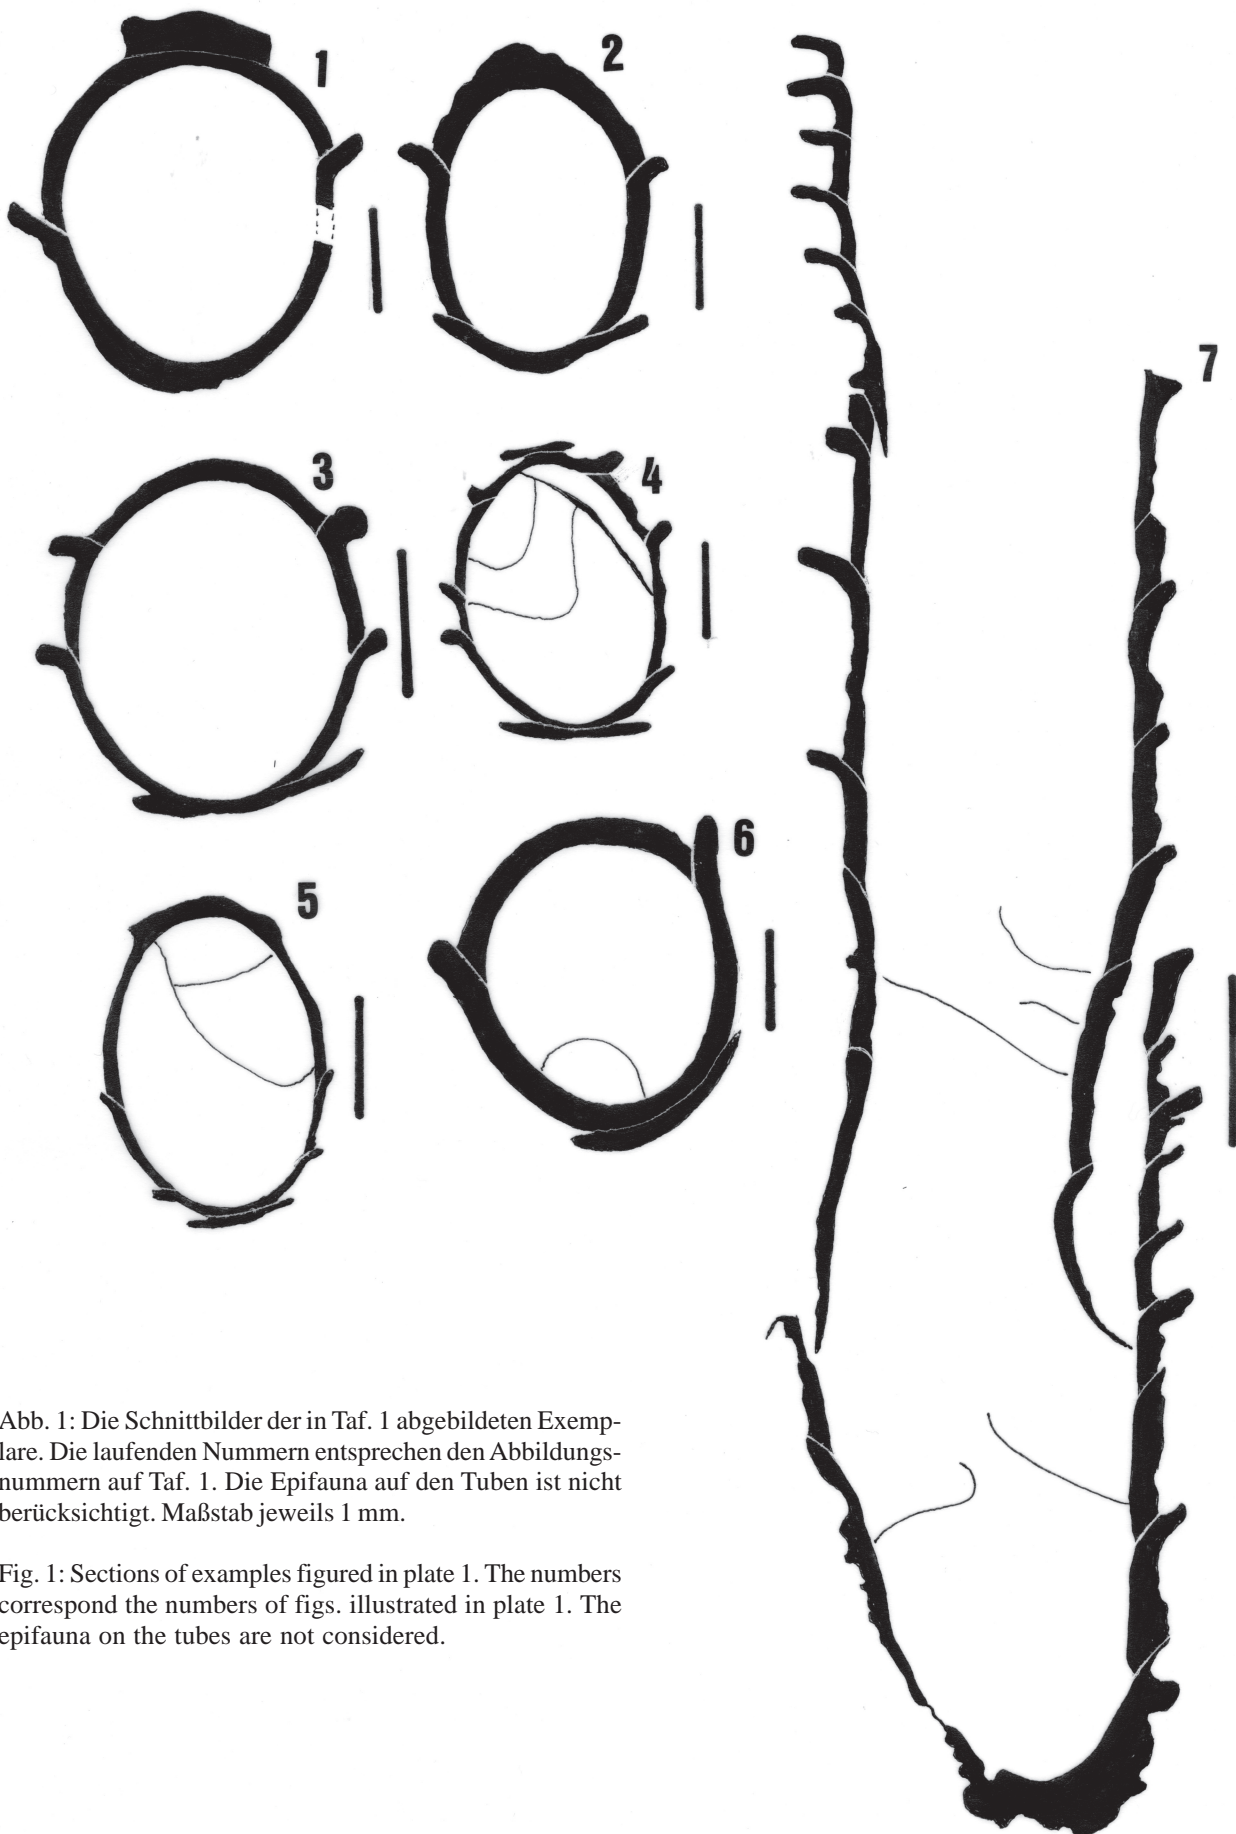 1
2
3
4
5
6
7
Abb. 1: Die Schnittbilder der in Taf. 1 abgebildeten Exemp-
lare. Die laufenden Nummern entsprechen den Abbildungs-
nummern auf Taf. 1. Die Epifauna auf den Tuben ist nicht
berücksichtigt. Maßstab jeweils 1 mm.
Fig. 1: Sections of examples figured in plate 1. The numbers
correspond the numbers of figs. illustrated in plate 1. The
epifauna on the tubes are not considered.